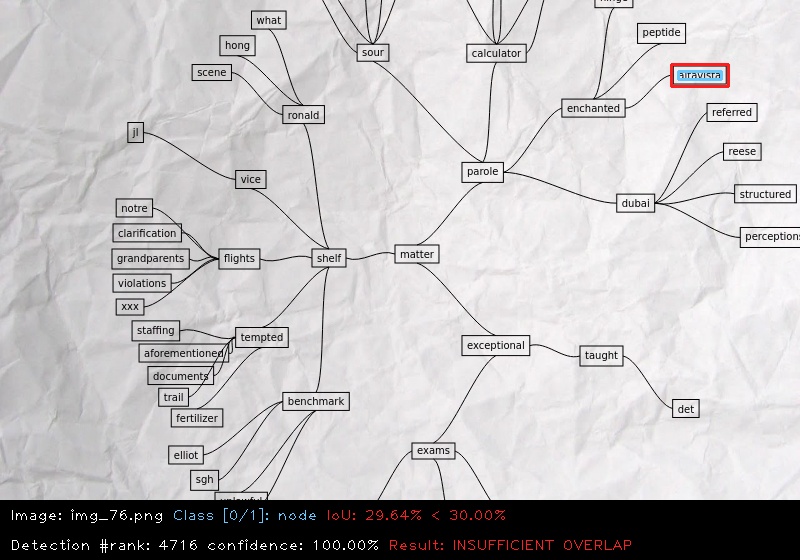 what
hong
scene
ronald
sour
calculator
peptide
altavista
enchanted
referred
jl
vice
parole
reese
structured
dubai
notre
clarification
grandparents
violations
xxx
flights
shelf
matter
perceptions
staffing
aforementioned
tempted
documents
trail
fertilizer
exceptional
taught
benchmark
det
elliot
sgh
exams
Image: img_76.png Class [0/1]: node IoU: 29.64% < 30.00%
Detection #rank: 4716 confidence: 100.00% Result: INSUFFICIENT OVERLAP